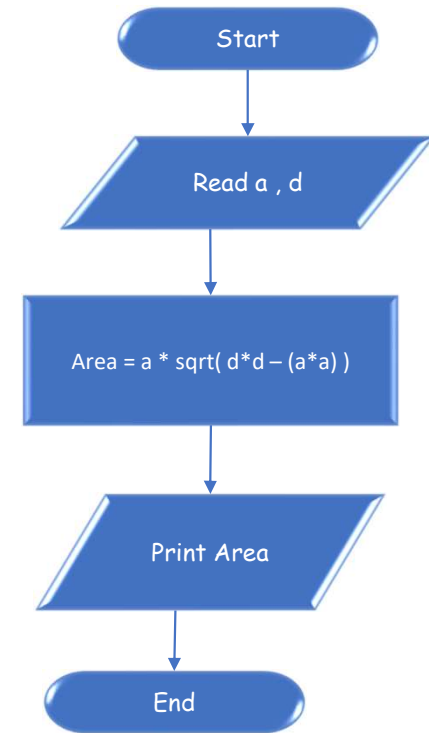 Start
Read a , d
Area = a * sqrt( d*d – (a*a) )
Print Area
End